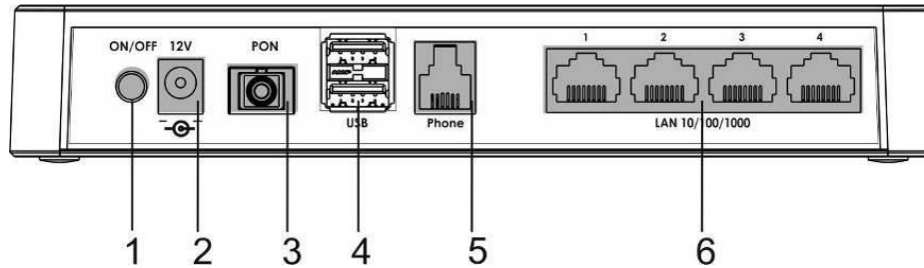 ON/OFF 12V PON 1 2 3 4
USB Phone LAN 10/100/1000
1 2 3 4 5 6